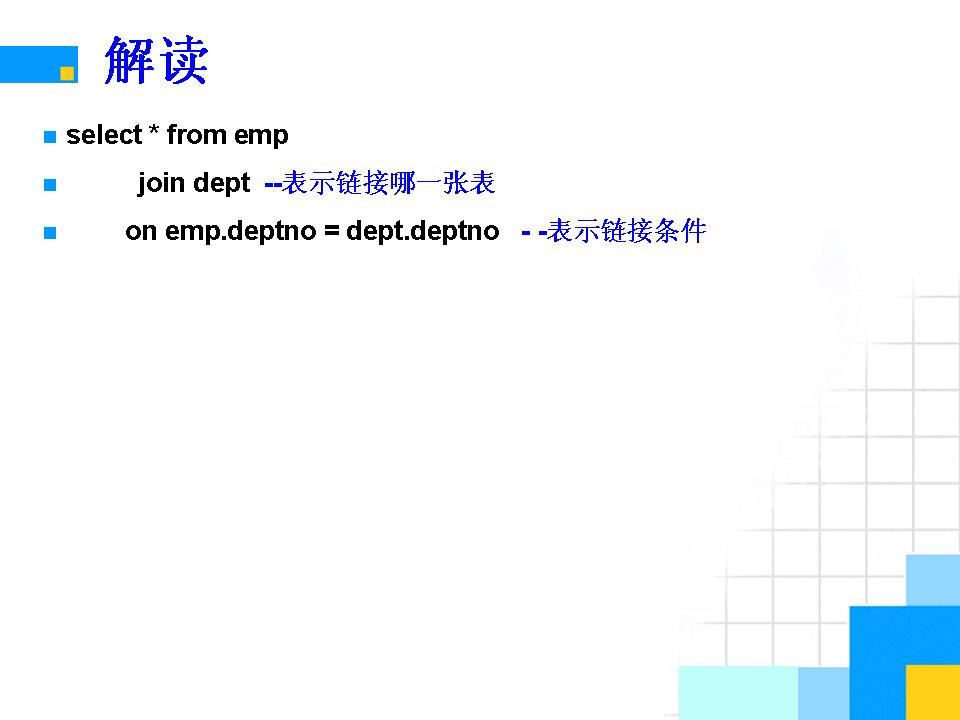 解读
select * from emp
join dept --表示链接哪一张表
on emp.deptno = dept.deptno - -表示链接条件